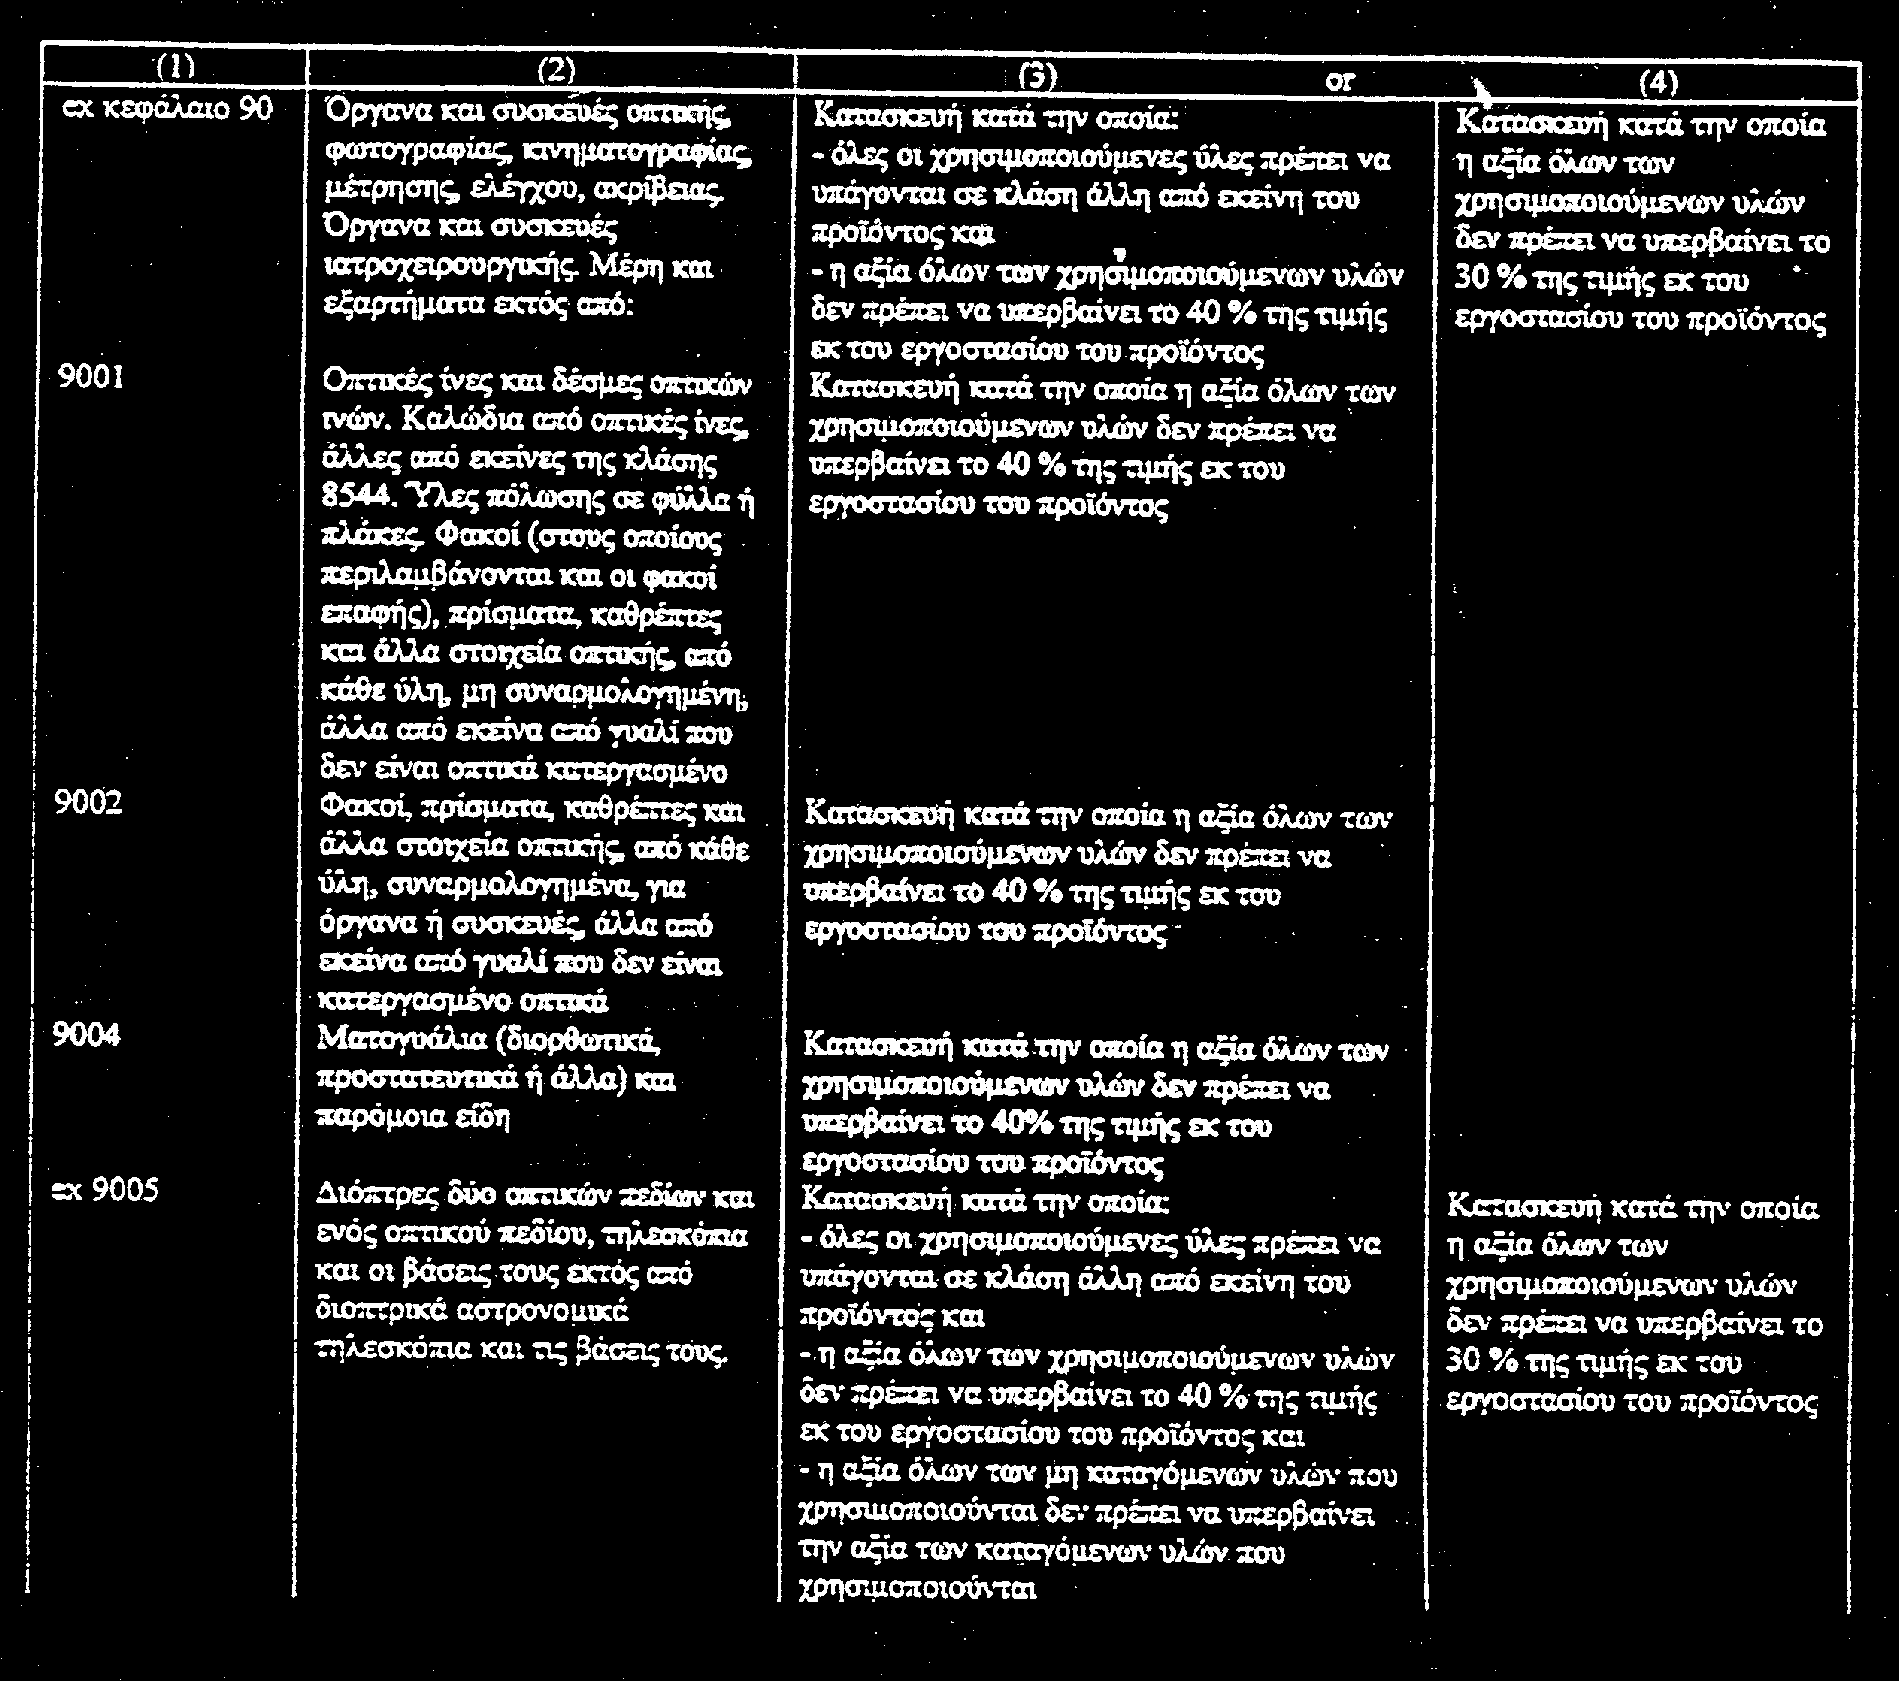 (1) (2) (3) or (4)
ex κεφάλαιο 90
Όργανα και συσκευές οπτικής,
φωτογραφίας, κινηματογραφίας,
μέτρησης, ελέγχου, ακρίβειας.
Όργανα και συσκευές
ιατροχειρουργικής. Μέρη και
εξαρτήματα εκτός από:
Κατασκευή κατά την οποία:
- όλες οι χρησιμοποιούμενες ύλες πρέπει να
υπάγονται σε κλάση άλλη από εκείνη του
προϊόντος και
- η αξία όλων των χρησιμοποιούμενων υλών
δεν πρέπει να υπερβαίνει το 40 % της τιμής
εκ του εργοστασίου του προϊόντος
Κατασκευή κατά την οποία
η αξία όλων των
χρησιμοποιούμενων υλών
δεν πρέπει να υπερβαίνει το
30 % της τιμής εκ του
εργοστασίου του προϊόντος
9001
Οπτικές ίνες και δέσμες οπτικών
ινών. Καλώδια από οπτικές ίνες,
άλλες από εκείνες της κλάσης
8544. Ύλες πόλωσης σε φύλλα ή
πλάκες. Φακοί (στους οποίους
περιλαμβάνονται και οι φακοί
επαφής), πρίσματα, καθρέπτες
και άλλα στοιχεία οπτικής, από
κάθε ύλη, μη συναρμολογημένη,
άλλα από εκείνα από γυαλί που
δεν είναι οπτικά κατεργασμένο
Κατασκευή κατά την οποία η αξία όλων των
χρησιμοποιούμενων υλών δεν πρέπει να
υπερβαίνει το 40 % της τιμής εκ του
εργοστασίου του προϊόντος
9002
Φακοί, πρίσματα, καθρέπτες και
άλλα στοιχεία οπτικής, από κάθε
ύλη, συναρμολογημένα, για
όργανα ή συσκευές, άλλα από
εκείνα από γυαλί που δεν είναι
κατεργασμένο οπτικά
Κατασκευή κατά την οποία η αξία όλων των
χρησιμοποιούμενων υλών δεν πρέπει να
υπερβαίνει το 40 % της τιμής εκ του
εργοστασίου του προϊόντος
9004
Ματογυάλια (διορθωτικά,
προστατευτικά ή άλλα) και
παρόμοια είδη
Κατασκευή κατά την οποία η αξία όλων των
χρησιμοποιούμενων υλών δεν πρέπει να
υπερβαίνει το 40% της τιμής εκ του
εργοστασίου του προϊόντος
ex 9005
Διόπτρες δύο οπτικών πεδίων και
ενός οπτικού πεδίου, τηλεσκόπια
και οι βάσεις τους εκτός από
διοπτρικά αστρονομικά
τηλεσκόπια και τις βάσεις τους.
Κατασκευή κατά την οποία:
- όλες οι χρησιμοποιούμενες ύλες πρέπει να
υπάγονται σε κλάση άλλη από εκείνη του
προϊόντος και
- η αξία όλων των χρησιμοποιούμενων υλών
δεν πρέπει να υπερβαίνει το 40 % της τιμής
εκ του εργοστασίου του προϊόντος και
- η αξία όλων των μη καταγόμενων υλών που
χρησιμοποιούνται δεν πρέπει να υπερβαίνει
την αξία των καταγόμενων υλών που
χρησιμοποιούνται
Κατασκευή κατά την οποία
η αξία όλων των
χρησιμοποιούμενων υλών
δεν πρέπει να υπερβαίνει το
30 % της τιμής εκ του
εργοστασίου του προϊόντος